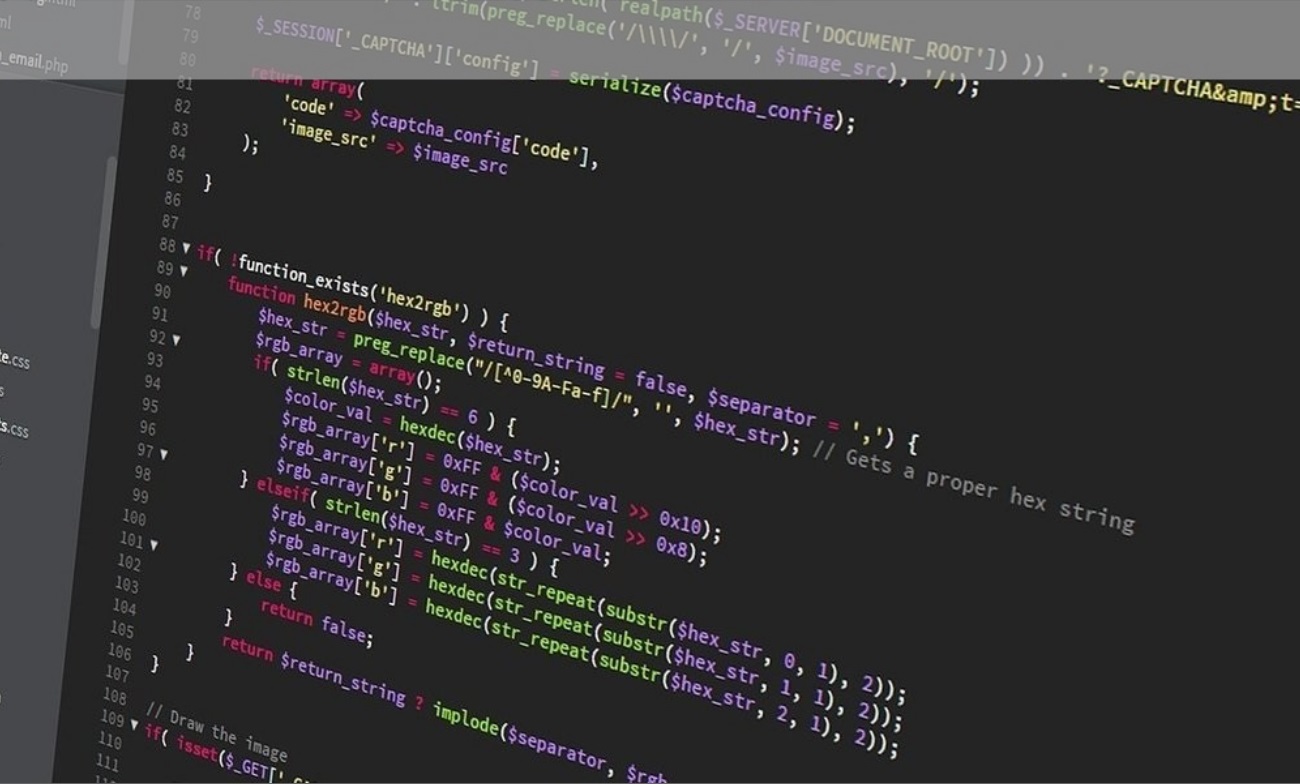 _email.php
.css
s.css
78
79
80
81
82
83
84
85
86
87
88
89
90
91
92
93
94
95
96
97
98
99
100
101
102
103
104
105
106
107
108
109
110
111
ltrim(preg_replace('/\\\\/', '/', $image_src), '/');
realpath($_SERVER['DOCUMENT_ROOT']) )) . '?_CAPTCHA&amp;t=
$_SESSION['_CAPTCHA']['config'] = serialize($captcha_config);
return array(
'code' => $captcha_config['code'],
'image_src' => $image_src
);
}
if( !function_exists('hex2rgb') ) {
function hex2rgb($hex_str, $return_string = false, $separator = ',') {
$hex_str = preg_replace("/[^0-9A-Fa-f]/", '', $hex_str); // Gets a proper hex string
$rgb_array = array();
if( strlen($hex_str) == 6 ) {
$color_val = hexdec($hex_str);
$rgb_array['r'] = 0xFF & ($color_val >> 0x10);
$rgb_array['g'] = 0xFF & ($color_val >> 0x8);
$rgb_array['b'] = 0xFF & $color_val;
} elseif( strlen($hex_str) == 3 ) {
$rgb_array['r'] = hexdec(str_repeat(substr($hex_str, 0, 1), 2));
$rgb_array['g'] = hexdec(str_repeat(substr($hex_str, 1, 1), 2));
$rgb_array['b'] = hexdec(str_repeat(substr($hex_str, 2, 1), 2));
} else {
return false;
}
return $return_string ? implode($separator, $rgb
}
}
// Draw the image
if( isset($_GET['